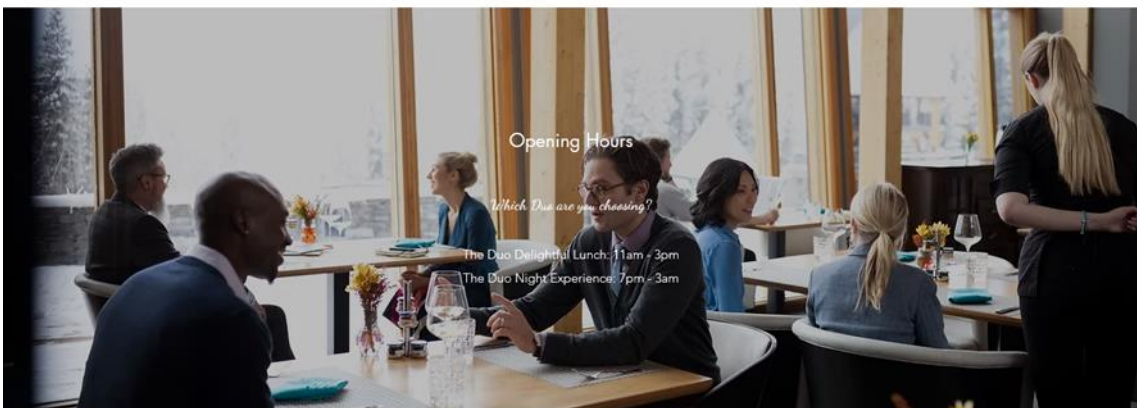 Opening Hours
Which Duo are you choosing?
The Duo Delightful Lunch: 11am - 3pm
The Duo Night Experience: 7pm - 3am